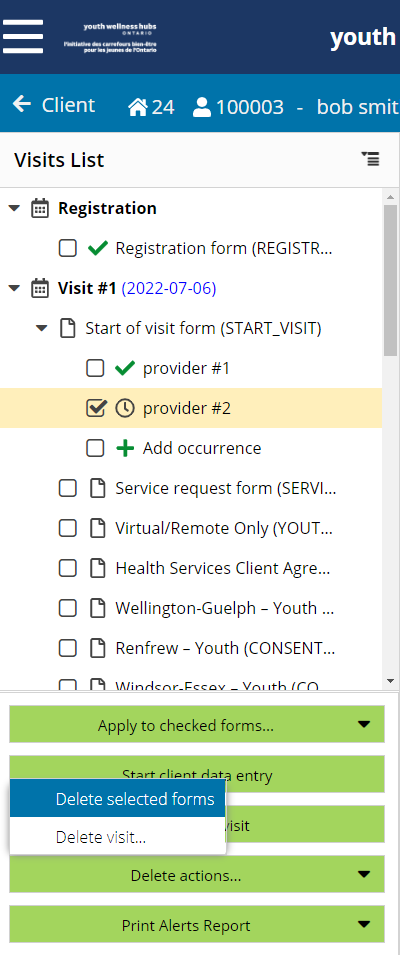 youth wellness hubs
ONTARIO
l'initiative des carrefours bien-être
pour les jeunes de l'Ontario
youth
Client
24
100003 - bob smit
Visits List
Registration
Registration form (REGISTR...
Visit #1 (2022-07-06)
Start of visit form (START_VISIT)
provider #1
provider #2
Add occurrence
Service request form (SERVI...
Virtual/Remote Only (YOUT...
Health Services Client Agre...
Wellington-Guelph – Youth ...
Renfrew – Youth (CONSENT...
Windsor-Essex – Youth (CO
Apply to checked forms...
Start client data entry
Delete selected forms
visit
Delete visit...
Delete actions...
Print Alerts Report